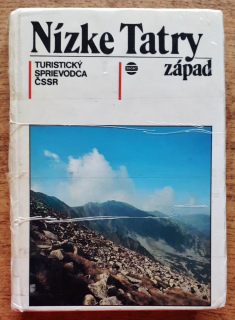 Nízke Tatry
západ
TURISTICKÝ
SPRIEVODCA
ČSSR